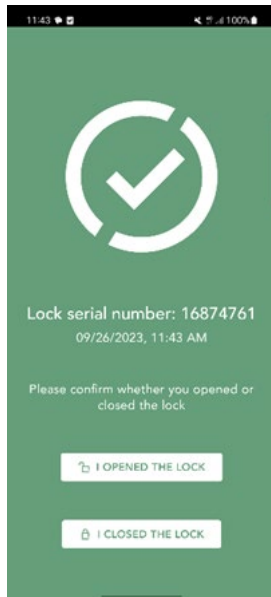 11:43 100%
Lock serial number: 16874761
09/26/2023, 11:43 AM
Please confirm whether you opened or
closed the lock
I OPENED THE LOCK
I CLOSED THE LOCK